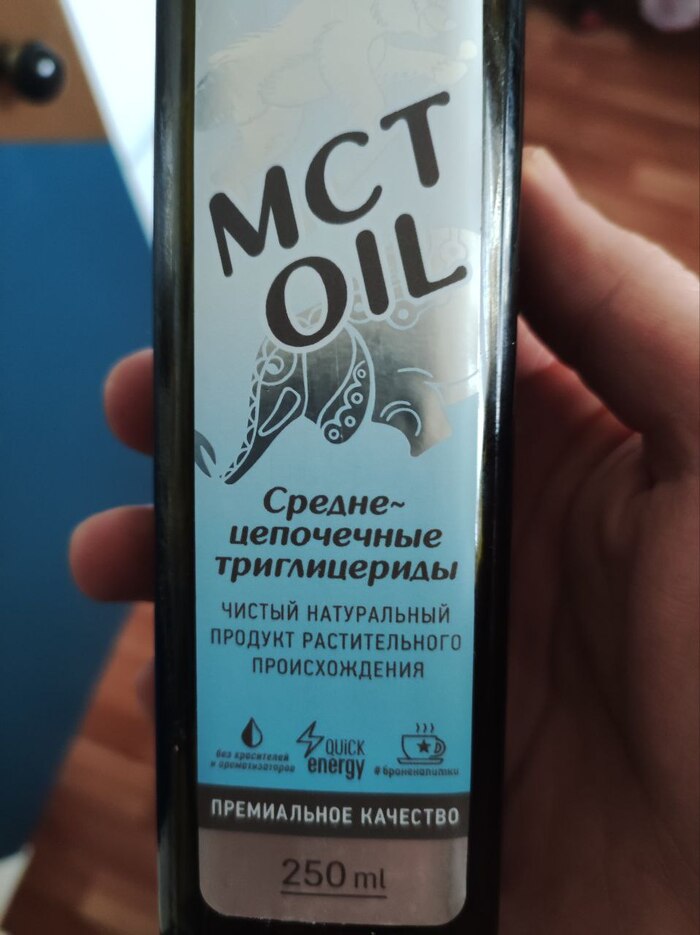 MCT
OIL
Средне~
цепочечные
триглицериды
ЧИСТЫЙ НАТУРАЛЬНЫЙ
ПРОДУКТ РАСТИТЕЛЬНОГО
ПРОИСХОЖДЕНИЯ
без красителей
и ароматизаторов
QUICK
energy
в броненапитки
ПРЕМИАЛЬНОЕ КАЧЕСТВО
250 ml